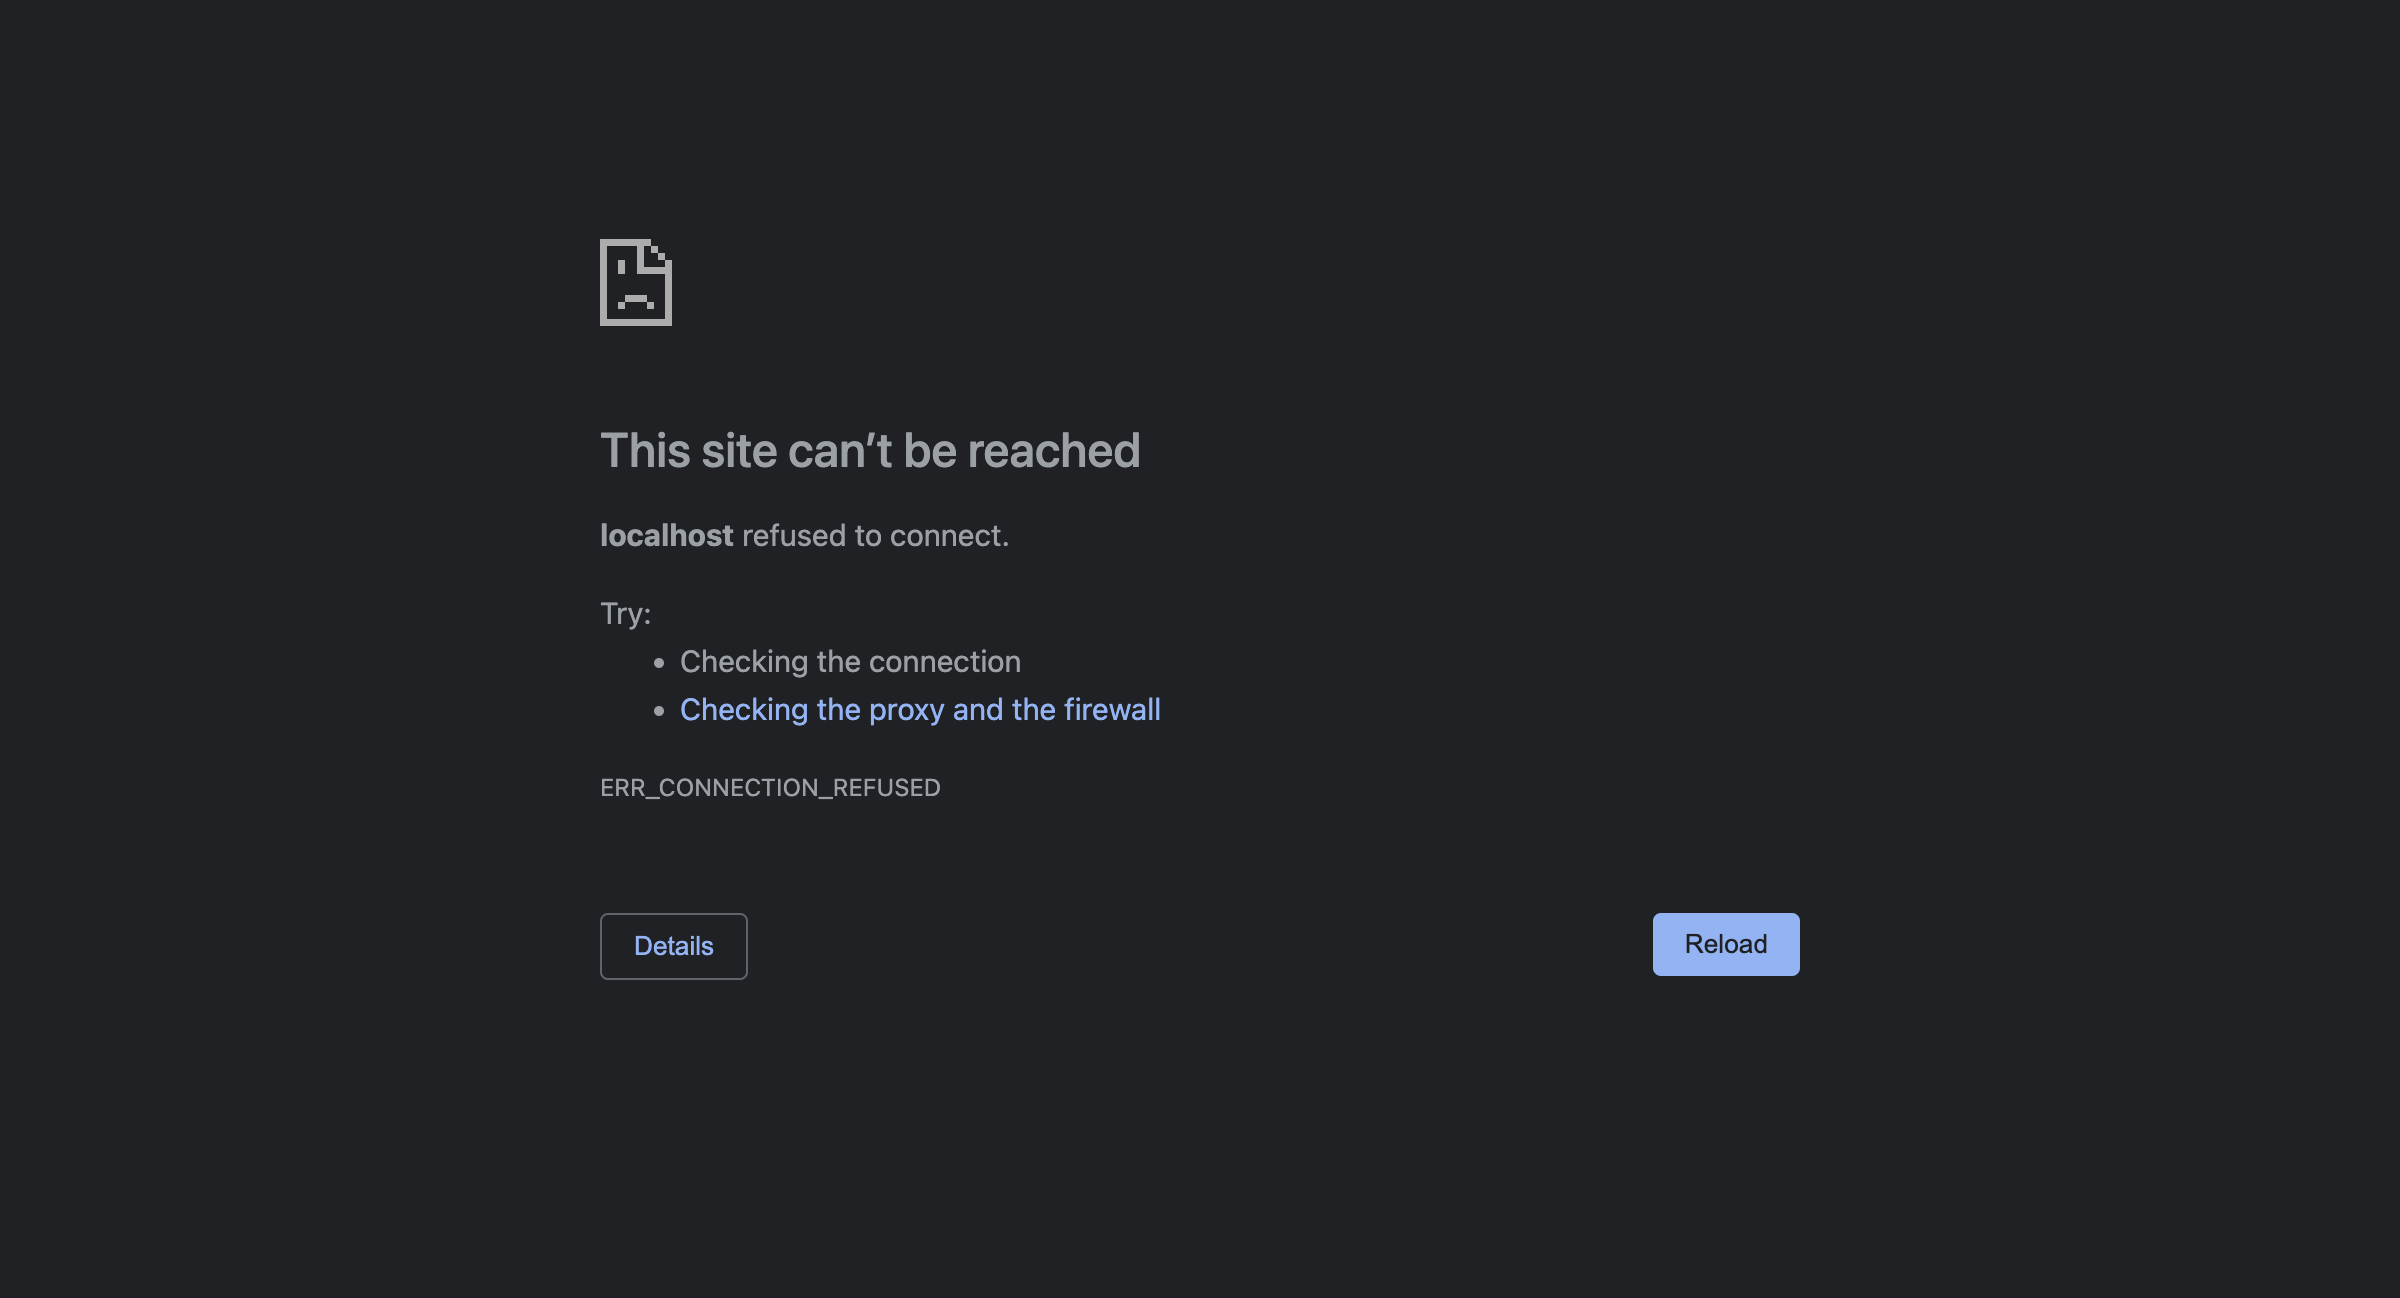 This site can’t be reached
localhost refused to connect.
Try:
• Checking the connection
• Checking the proxy and the firewall
ERR_CONNECTION_REFUSED
Details
Reload